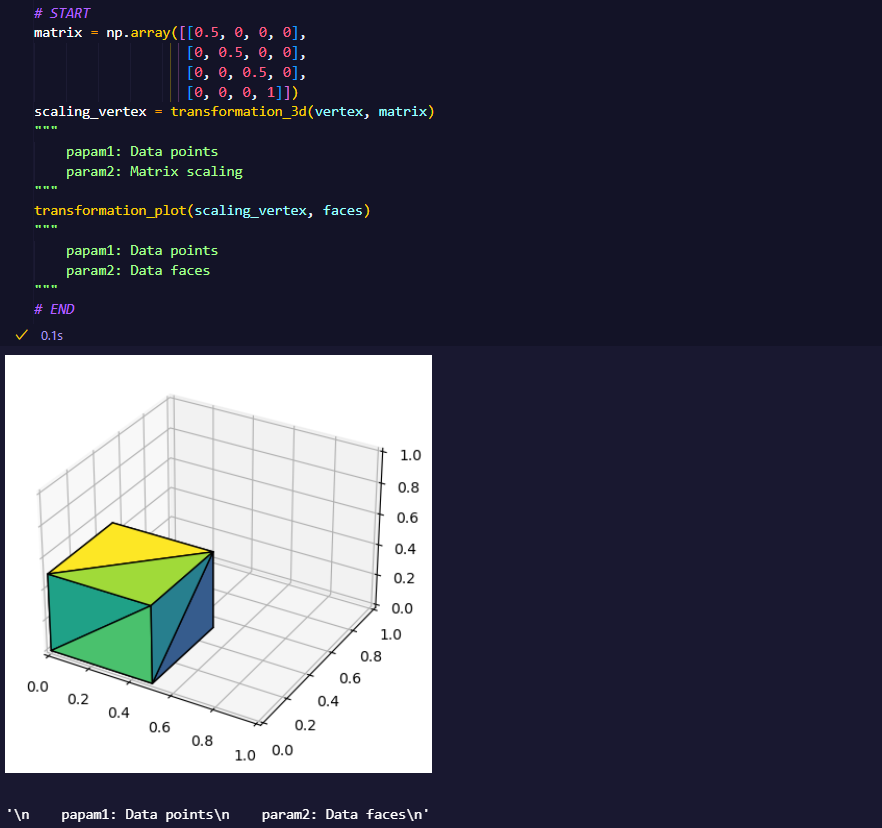 # START
matrix = np.array([[0.5, 0, 0, 0],
[0, 0.5, 0, 0],
[0, 0, 0.5, 0],
[0, 0, 0, 1]])
scaling_vertex = transformation_3d(vertex, matrix)
"""
papam1: Data points
param2: Matrix scaling
"""
transformation_plot(scaling_vertex, faces)
"""
papam1: Data points
param2: Data faces
"""
# END
0.1s
1.0
0.8
0.6
0.4
0.2
0.0
1.0
0.8
0.6
0.4
0.2
0.0
0.0
0.2
0.4
0.6
0.8
1.0
'\n    papam1: Data points\n    param2: Data faces\n'